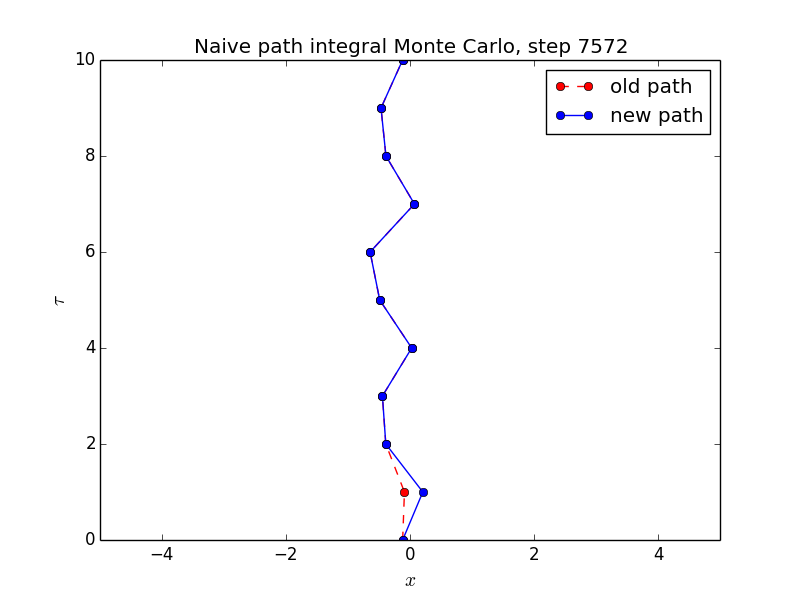 Naive path integral Monte Carlo, step 7572
10
old path
new path
8
6
τ
4
2
0
−4
−2
0
2
4
x